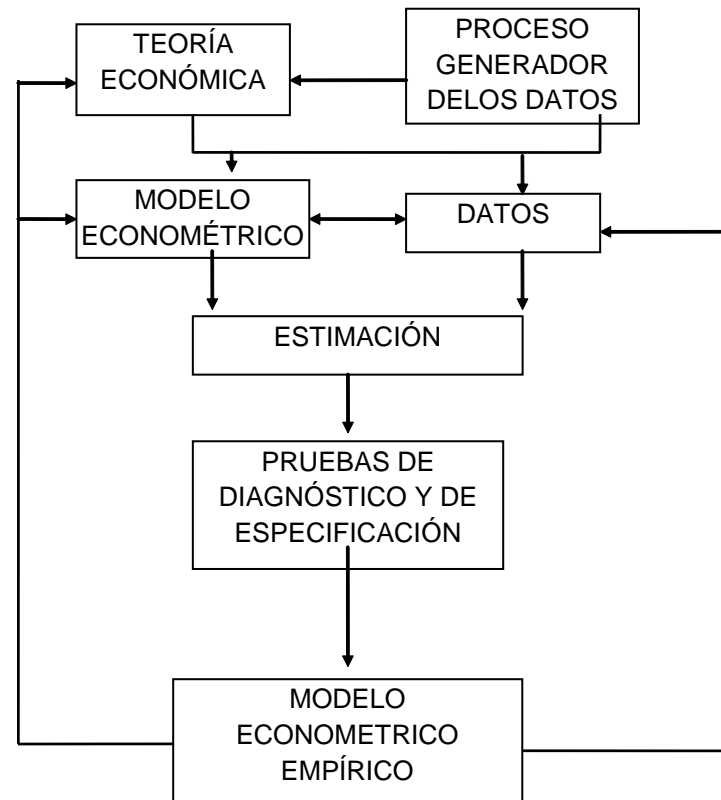 TEORÍA
ECONÓMICA
PROCESO
GENERADOR
DELOS DATOS
MODELO
ECONOMÉTRICO
DATOS
ESTIMACIÓN
PRUEBAS DE
DIAGNÓSTICO Y DE
ESPECIFICACIÓN
MODELO
ECONOMETRICO
EMPÍRICO